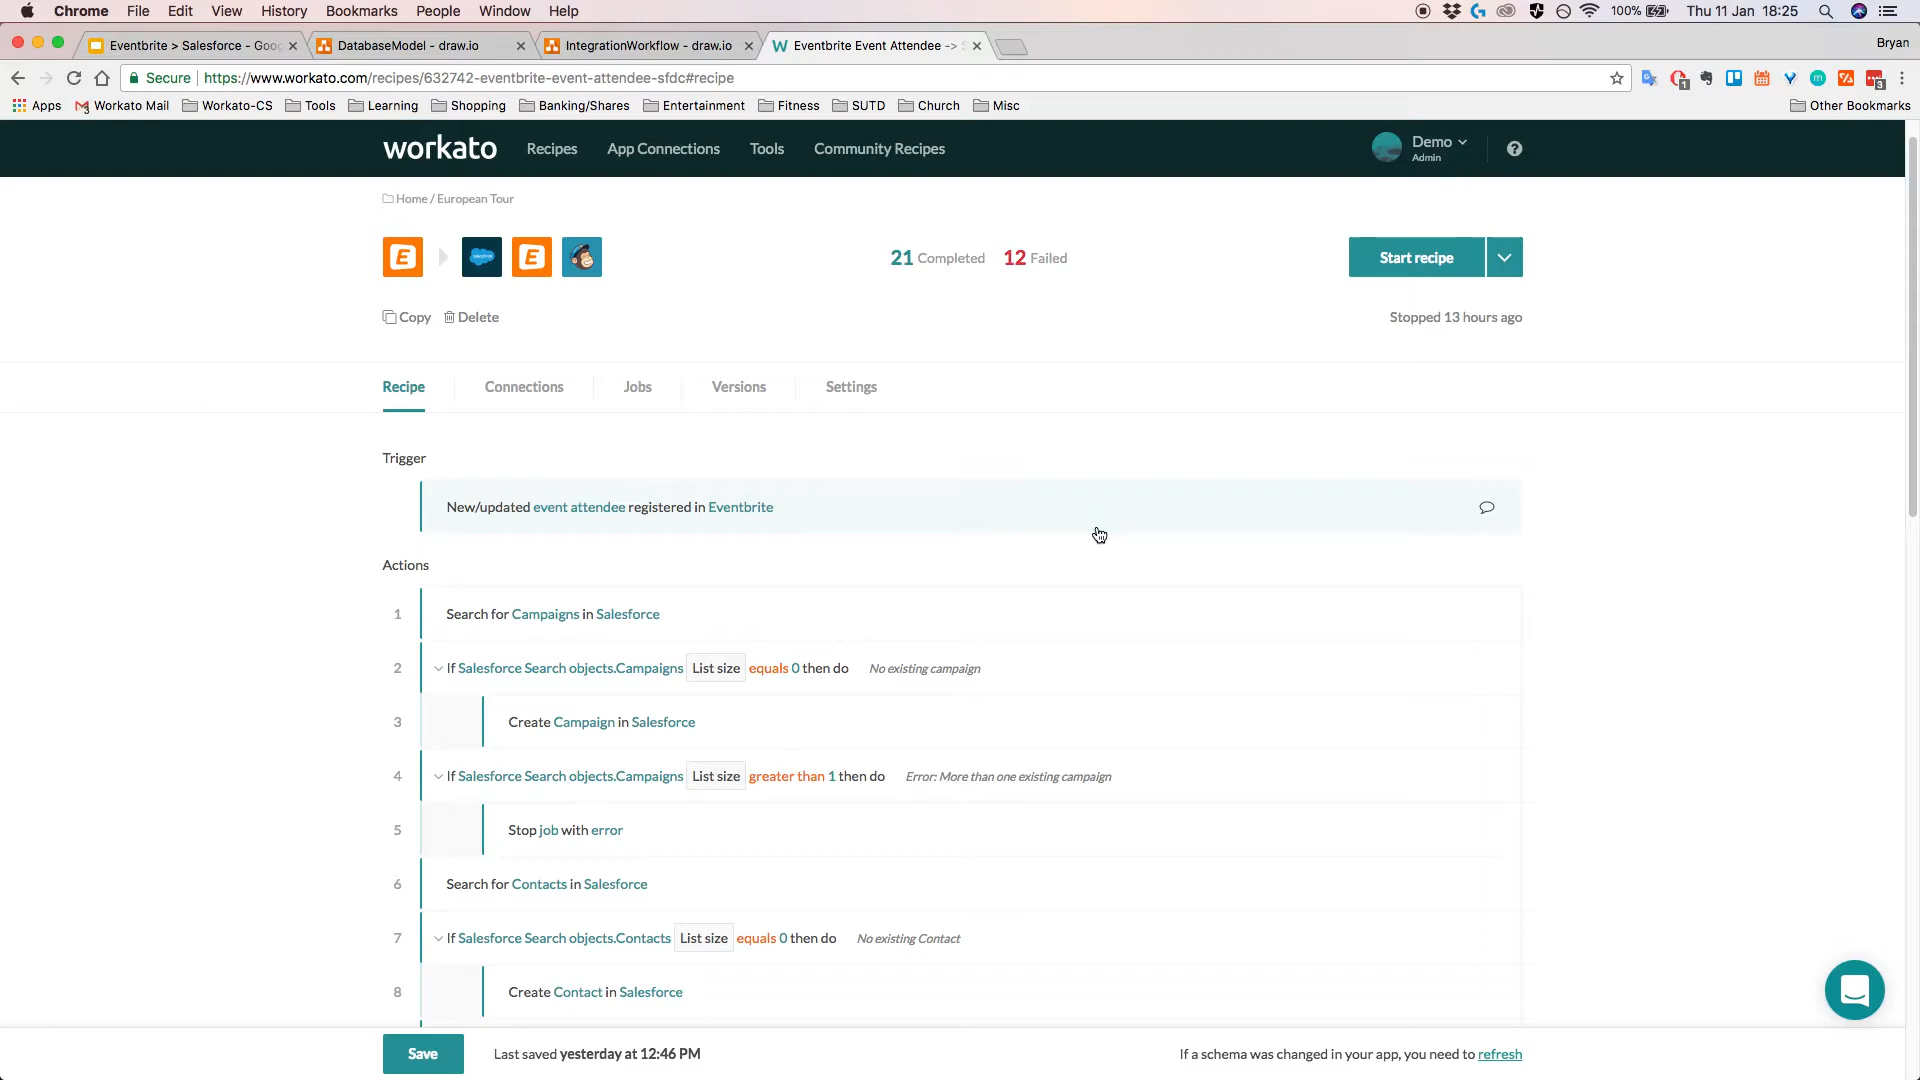 Chrome File Edit View History Bookmarks People Window Help 100% Thu 11 Jan 18:25
Eventbrite > Salesforce - Goog DatabaseModel - draw.io IntegrationWorkflow - draw.io Eventbrite Event Attendee -> S Bryan
Secure https://www.workato.com/recipes/632742-eventbrite-event-attendee-sfdc#recipe 1 3
Apps Workato Mail Workato-CS Tools Learning Shopping Banking/Shares Entertainment Fitness SUTD Church Misc Other Bookmarks
workato Recipes App Connections Tools Community Recipes Demo
Admin
Home / European Tour
21 Completed 12 Failed Start recipe
Copy Delete Stopped 13 hours ago
Recipe Connections Jobs Versions Settings
Trigger
New/updated event attendee registered in Eventbrite
Actions
1 Search for Campaigns in Salesforce
2 If Salesforce Search objects.Campaigns List size equals 0 then do No existing campaign
3 Create Campaign in Salesforce
4 If Salesforce Search objects.Campaigns List size greater than 1 then do Error: More than one existing campaign
5 Stop job with error
6 Search for Contacts in Salesforce
7 If Salesforce Search objects.Contacts List size equals 0 then do No existing Contact
8 Create Contact in Salesforce
Save Last saved yesterday at 12:46 PM If a schema was changed in your app, you need to refresh